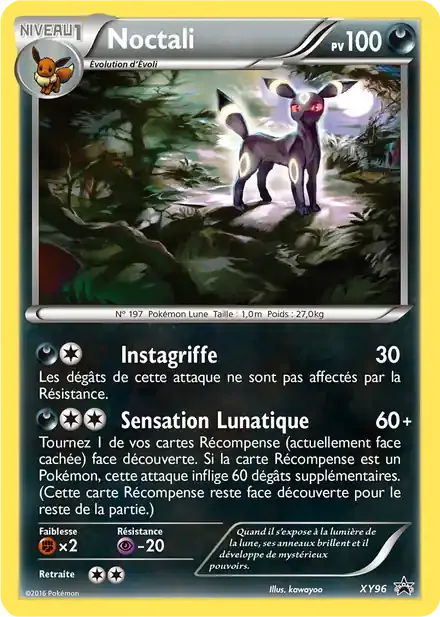 NIVEAU 1
Noctali
PV 100
Évolution d'Évoli
N° 197 Pokémon Lune Taille : 1,0m Poids : 27,0kg
Instagriffe 30
Les dégâts de cette attaque ne sont pas affectés par la
Résistance.
Sensation Lunatique 60+
Tournez 1 de vos cartes Récompense (actuellement face
cachée) face découverte. Si la carte Récompense est un
Pokémon, cette attaque inflige 60 dégâts supplémentaires.
(Cette carte Récompense reste face découverte pour le
reste de la partie.)
Faiblesse Résistance
×2 -20
Quand il s'expose à la lumière de
la lune, ses anneaux brillent et il
développe de mystérieux
pouvoirs.
Retraite
©2016 Pokémon
Illus. kawayoo
XY96
PROMO